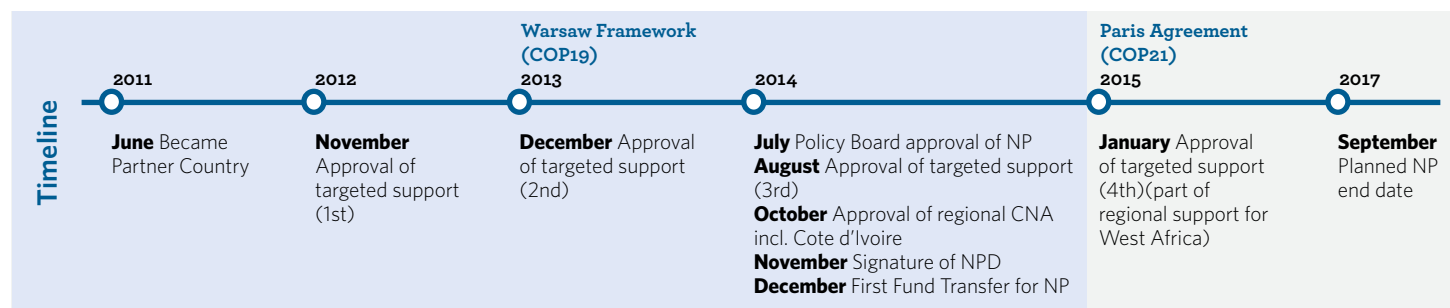 Timeline
Warsaw Framework
(COP19)
Paris Agreement
(COP21)
2011
2012
2013
2014
2015
2017
June Became
Partner Country
November
Approval of
targeted support
(1st)
December Approval
of targeted support
(2nd)
July Policy Board approval of NP
August Approval of targeted support
(3rd)
October Approval of regional CNA
incl. Cote d'Ivoire
November Signature of NPD
December First Fund Transfer for NP
January Approval
of targeted support
(4th)(part of
regional support for
West Africa)
September
Planned NP
end date